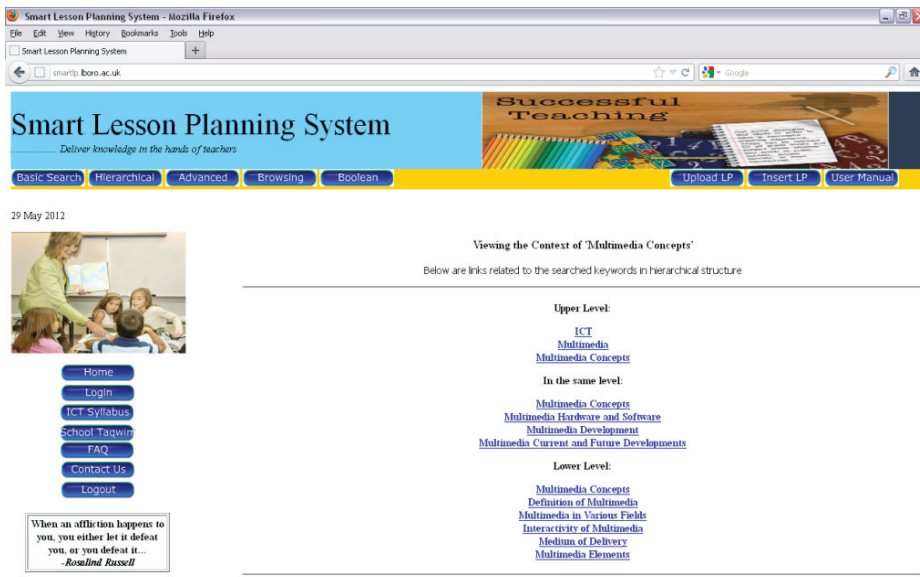 Smart Lesson Planning System - Mozilla Firefox
File Edit View History Bookmarks Tools Help
Smart Lesson Planning System
smartlp.lboro.ac.uk
Google
Smart Lesson Planning System
Deliver knowledge in the hands of teachers
Successful
Teaching
Basic Search Hierarchical Advanced Browsing Boolean Upload LP Insert LP User Manual
29 May 2012
Viewing the Context of 'Multimedia Concepts'
Below are links related to the searched keywords in hierarchical structure
Upper Level:
ICT
Multimedia
Multimedia Concepts
In the same level:
Multimedia Concepts
Multimedia Hardware and Software
Multimedia Development
Multimedia Current and Future Developments
Lower Level:
Multimedia Concepts
Definition of Multimedia
Multimedia in Various Fields
Interactivity of Multimedia
Medium of Delivery
Multimedia Elements
Home
Login
ICT Syllabus
School Taqwim
FAQ
Contact Us
Logout
When an affliction happens to
you, you either let it defeat
you, or you defeat it...
-Rosalind Russell